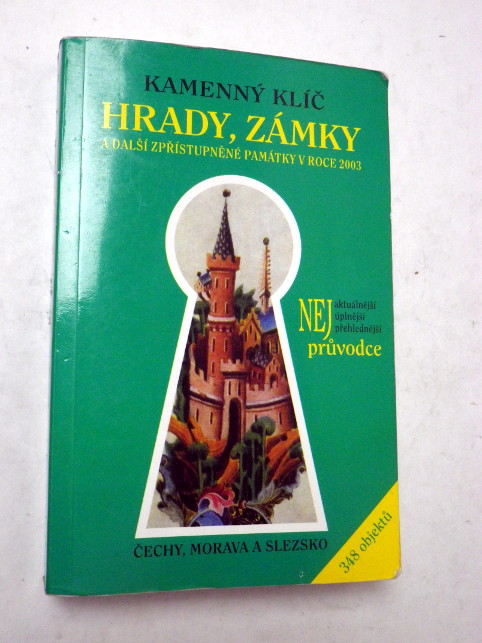 KAMENNÝ KLÍČ
HRADY, ZÁMKY
A DALŠÍ ZPŘÍSTUPNĚNÉ PAMÁTKY V ROCE 2003
NEJ aktuálnější
úplnější
přehlednější
průvodce
348 objektů
ČECHY, MORAVA A SLEZSKO